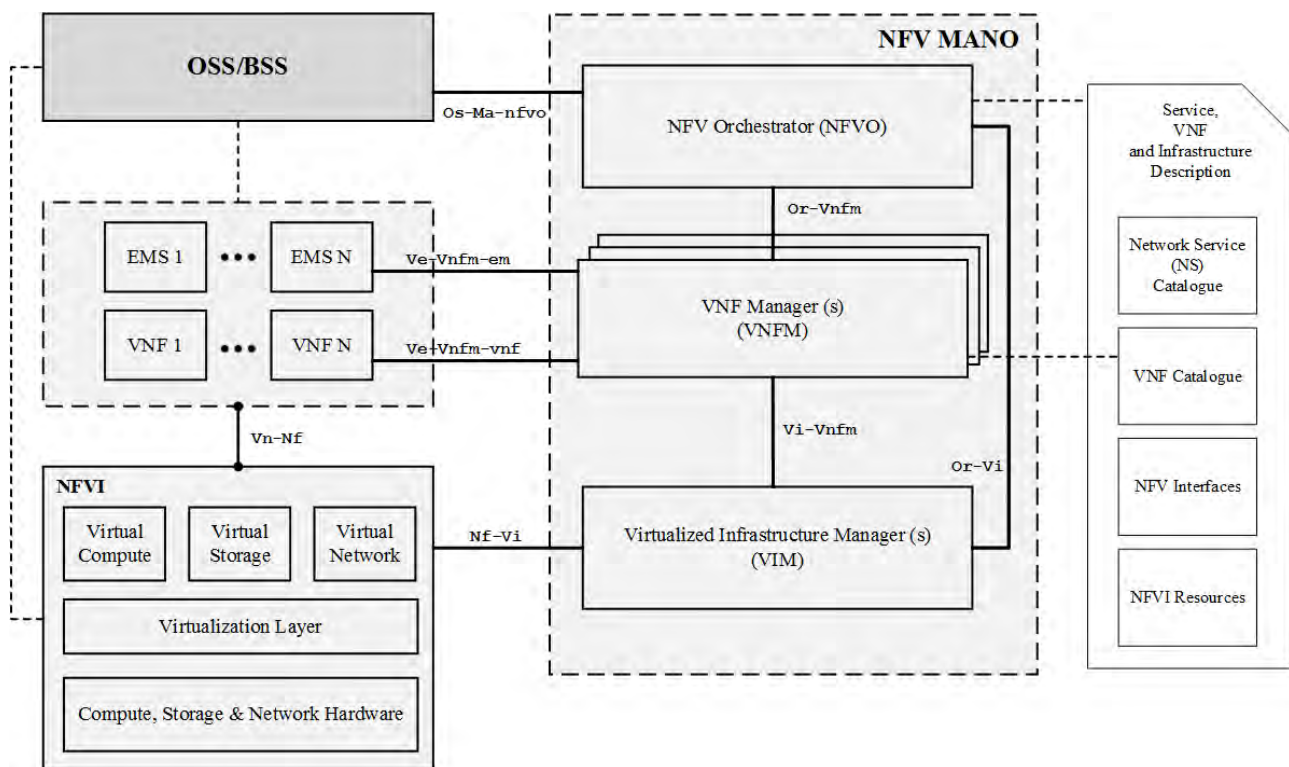 OSS/BSS
NFV MANO
Os-Ma-nfvo
NFV Orchestrator (NFVO)
Or-Vnfm
EMS 1
EMS N
Ve-Vnfm-em
VNF 1
VNF N
Ve-Vnfm-vnf
VNF Manager (s)
(VNFM)
Vn-Nf
Vi-Vnfm
Or-Vi
NFVI
Virtual
Compute
Virtual
Storage
Virtual
Network
Nf-Vi
Virtualized Infrastructure Manager (s)
(VIM)
Virtualization Layer
Compute, Storage & Network Hardware
Service,
VNF
and Infrastructure
Description
Network Service
(NS)
Catalogue
VNF Catalogue
NFV Interfaces
NFVI Resources